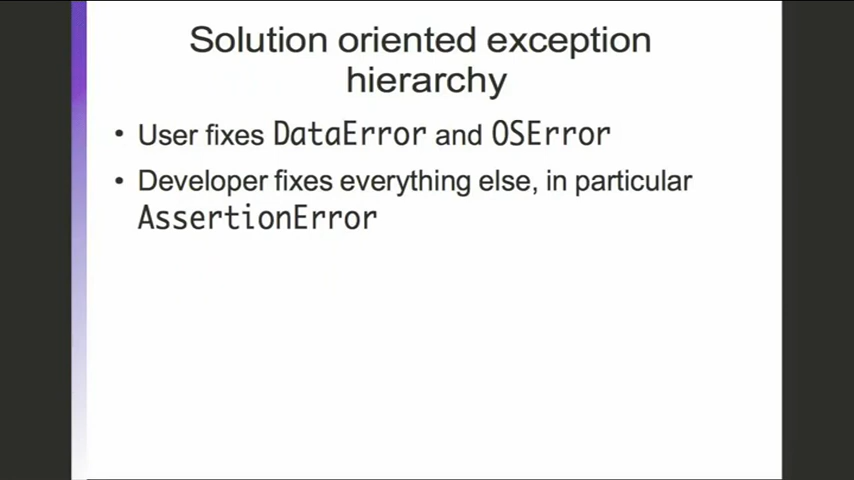 Solution oriented exception
hierarchy
• User fixes DataError and OSError
• Developer fixes everything else, in particular
AssertionError